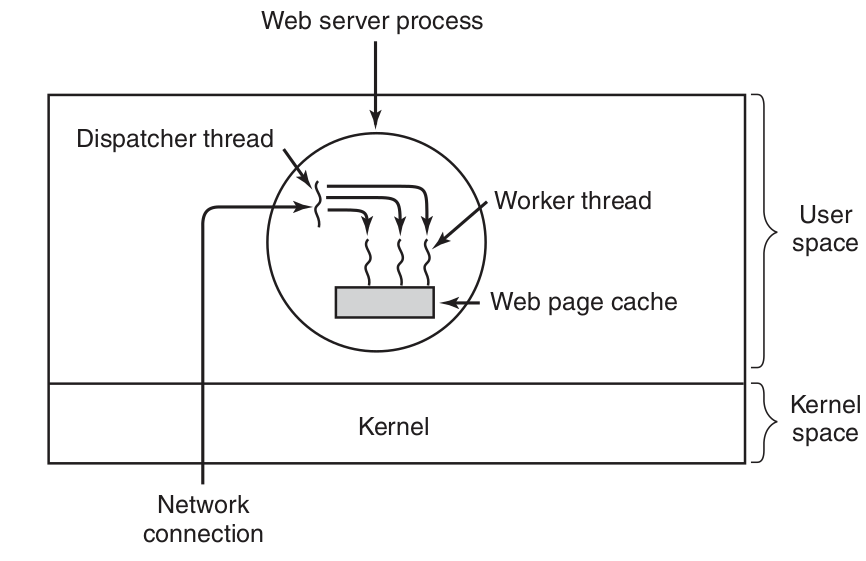 Web server process
Dispatcher thread
Worker thread
User
space
Web page cache
Kernel
Kernel
space
Network
connection